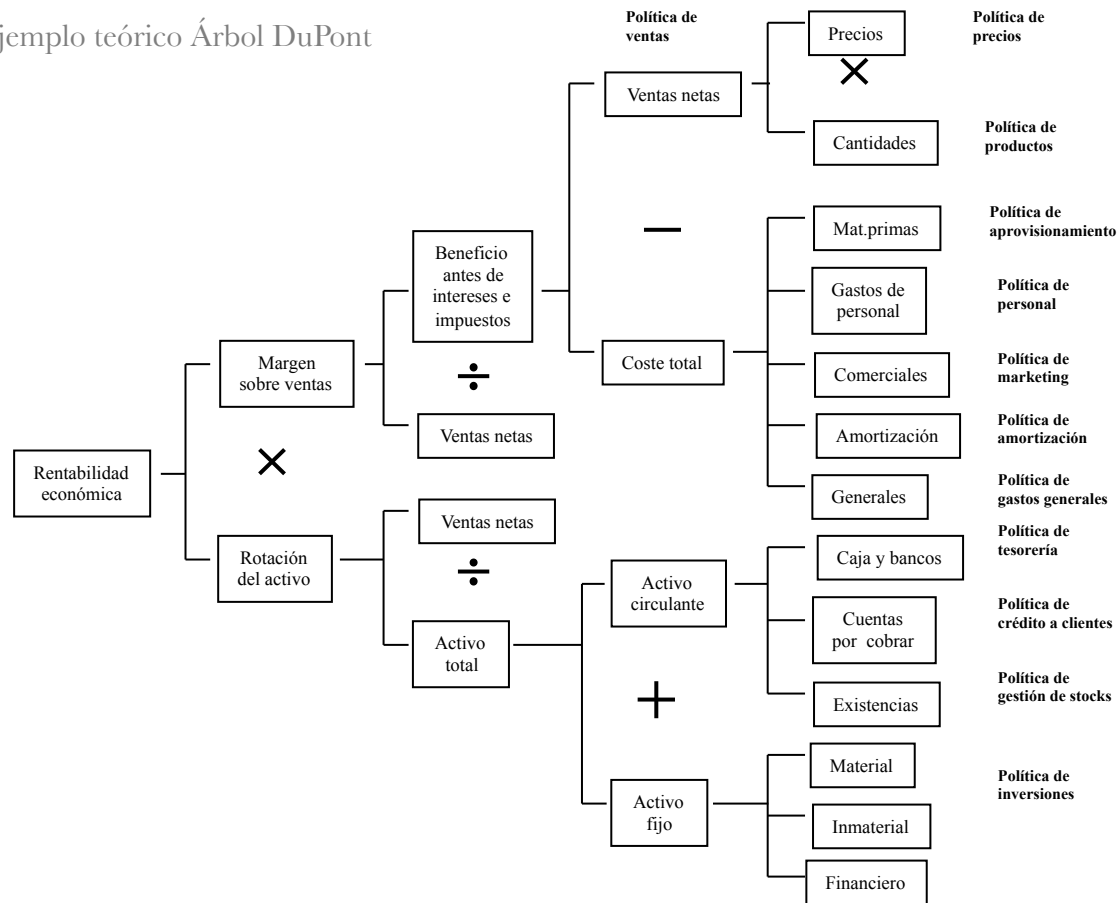 jemplo teórico Árbol DuPont
Política de
ventas
Precios
Política de
precios
×
Ventas netas
Cantidades
Política de
productos
−
Mat.primas
Política de
aprovisionamiento
Beneficio
antes de
intereses e
impuestos
Gastos de
personal
Política de
personal
Margen
sobre ventas
÷
Coste total
Comerciales
Política de
marketing
Ventas netas
Amortización
Política de
amortización
Rentabilidad
económica
×
Generales
Política de
gastos generales
Ventas netas
Rotación
del activo
÷
Activo
circulante
Caja y bancos
Política de
tesorería
Activo
total
Cuentas
por cobrar
Política de
crédito a clientes
+
Existencias
Política de
gestión de stocks
Material
Política de
inversiones
Activo
fijo
Inmaterial
Financiero